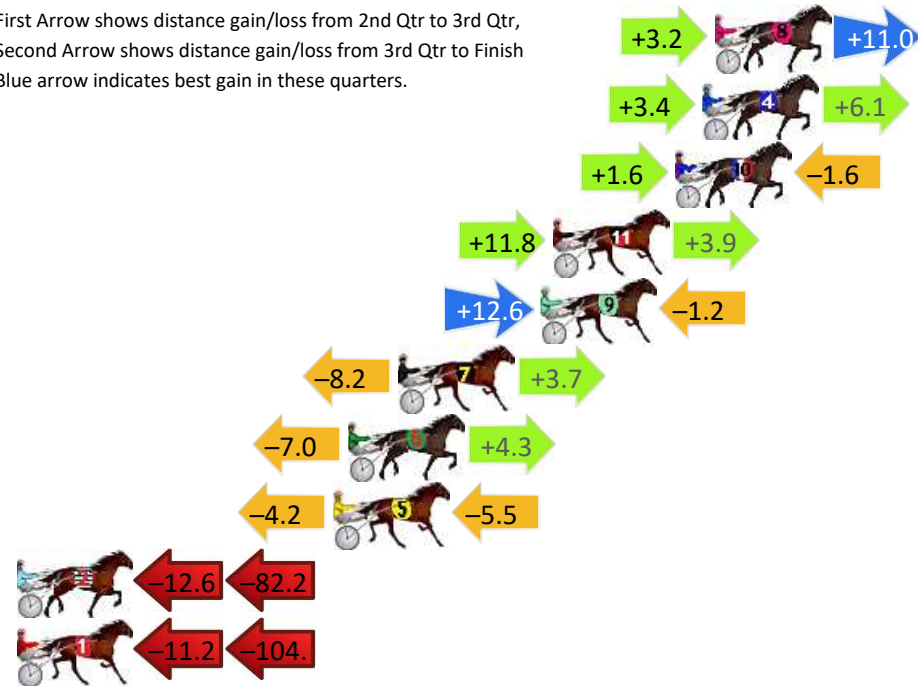 First Arrow shows distance gain/loss from 2nd Qtr to 3rd Qtr,
Second Arrow shows distance gain/loss from 3rd Qtr to Finish
Blue arrow indicates best gain in these quarters.
+3.2 8 +11.0
+3.4 4 +6.1
+1.6 10 –1.6
+11.8 11 +3.9
+12.6 9 –1.2
–8.2 7 +3.7
–7.0 6 +4.3
–4.2 5 –5.5
–12.6 –82.2
1 –11.2 –104.